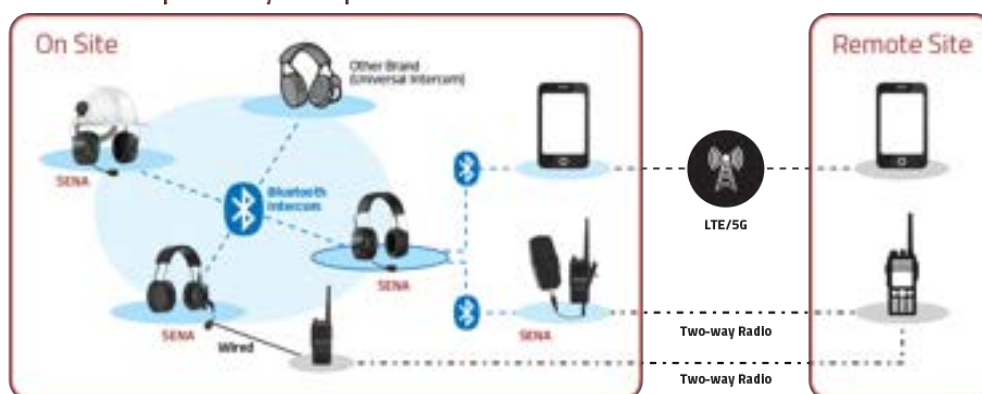 On Site
Remote Site
Other Brand
(Universal Intercom)
SENA
Bluetooth
Intercom
LTE/5G
SENA
SENA
Wired
SENA
Two-way Radio
Two-way Radio